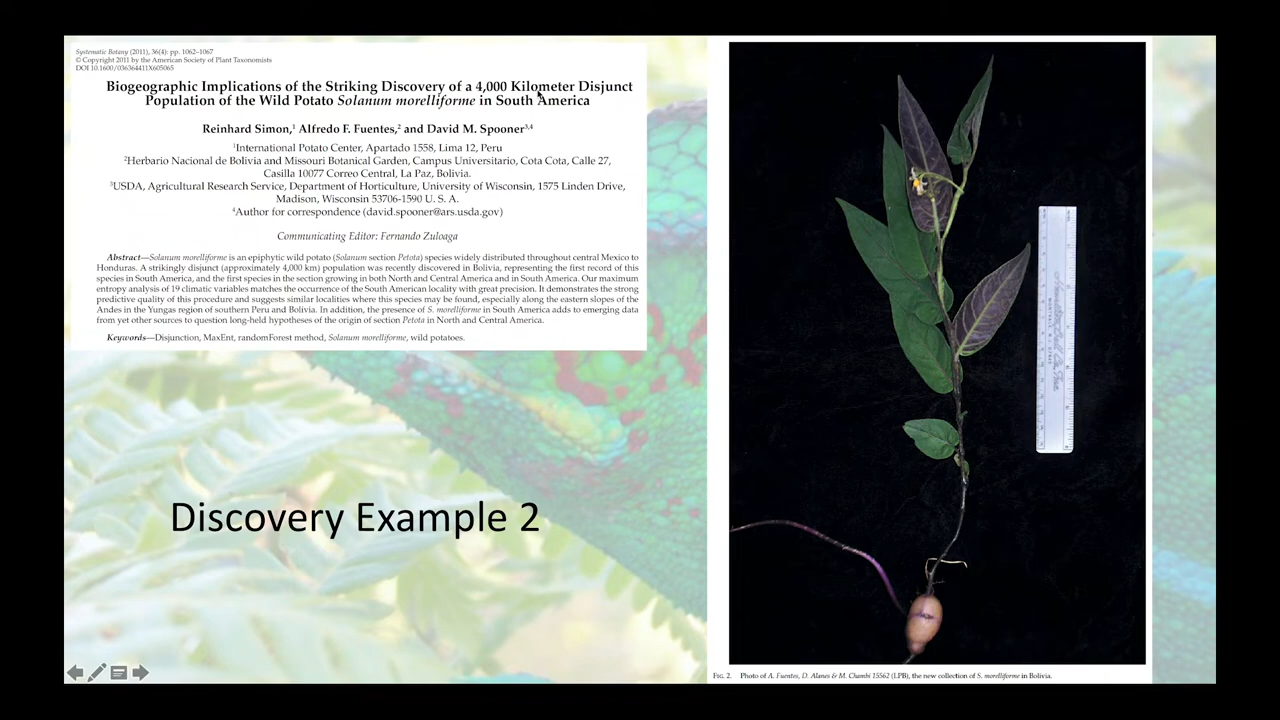 Systematic Botany (2011), 36(4): pp. 1062–1067
© Copyright 2011 by the American Society of Plant Taxonomists
DOI 10.1600/036364411X605065
Biogeographic Implications of the Striking Discovery of a 4,000 Kilometer Disjunct
Population of the Wild Potato Solanum morelliforme in South America
Reinhard Simon,1 Alfredo F. Fuentes,2 and David M. Spooner3,4
1International Potato Center, Apartado 1558, Lima 12, Peru
2Herbario Nacional de Bolivia and Missouri Botanical Garden, Campus Universitario, Cota Cota, Calle 27,
Casilla 10077 Correo Central, La Paz, Bolivia.
3USDA, Agricultural Research Service, Department of Horticulture, University of Wisconsin, 1575 Linden Drive,
Madison, Wisconsin 53706-1590 U. S. A.
4Author for correspondence (david.spooner@ars.usda.gov)
Communicating Editor: Fernando Zuloaga
Abstract—Solanum morelliforme is an epiphytic wild potato (Solanum section Petota) species widely distributed throughout central Mexico to
Honduras. A strikingly disjunct (approximately 4,000 km) population was recently discovered in Bolivia, representing the first record of this
species in South America, and the first species in the section growing in both North and Central America and in South America. Our maximum
entropy analysis of 19 climatic variables matches the occurrence of the South American locality with great precision. It demonstrates the strong
predictive quality of this procedure and suggests similar localities where this species may be found, especially along the eastern slopes of the
Andes in the Yungas region of southern Peru and Bolivia. In addition, the presence of S. morelliforme in South America adds to emerging data
from yet other sources to question long-held hypotheses of the origin of section Petota in North and Central America.
Keywords—Disjunction, MaxEnt, randomForest method, Solanum morelliforme, wild potatoes.
Discovery Example 2
FIG. 2. Photo of A. Fuentes, D. Alanes & M. Chambi 15562 (LPB), the new collection of S. morelliforme in Bolivia.